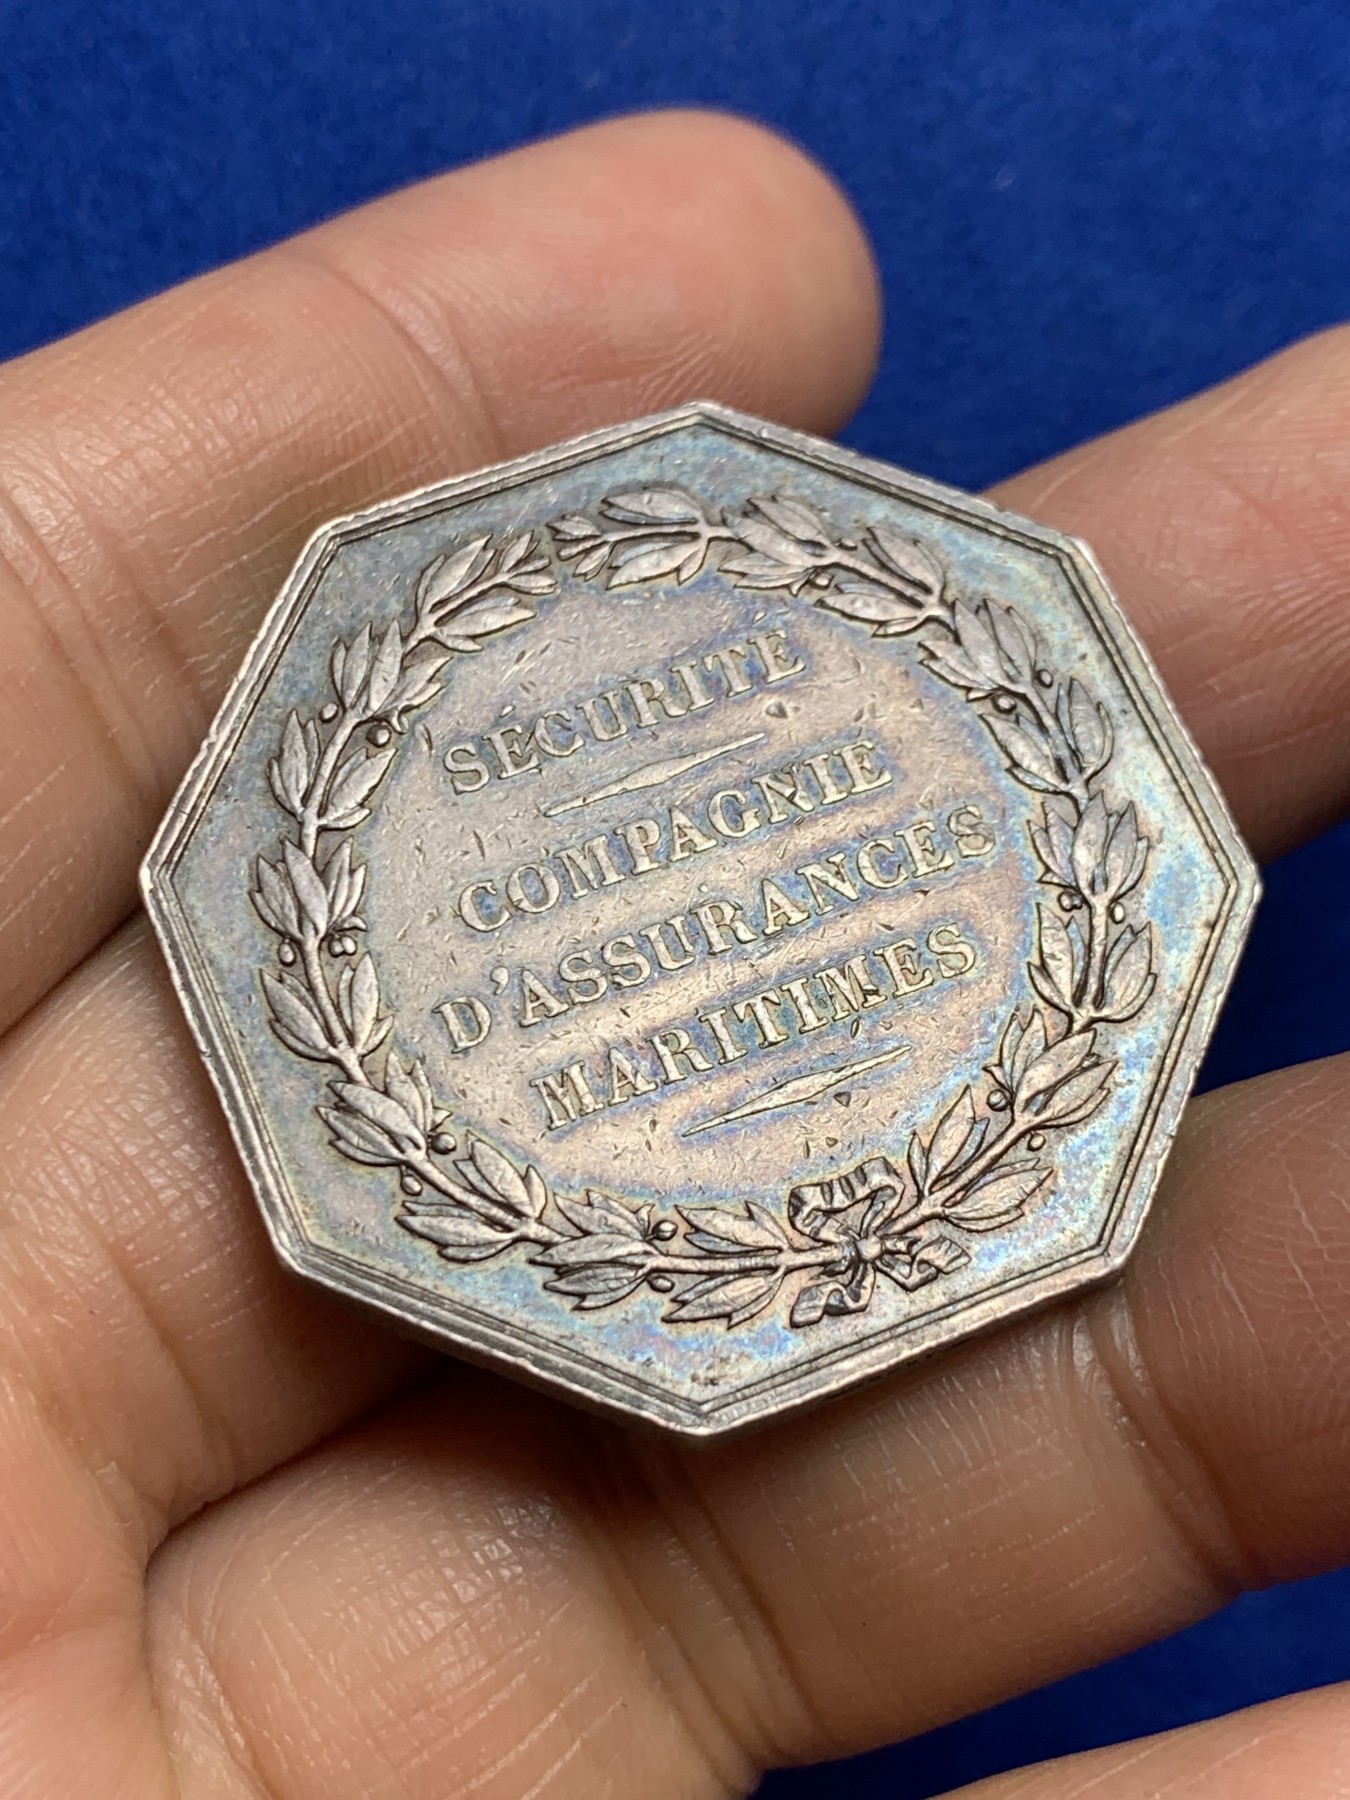 SÉCURITÉ
COMPAGNIE
D'ASSURANCES
MARITIMES